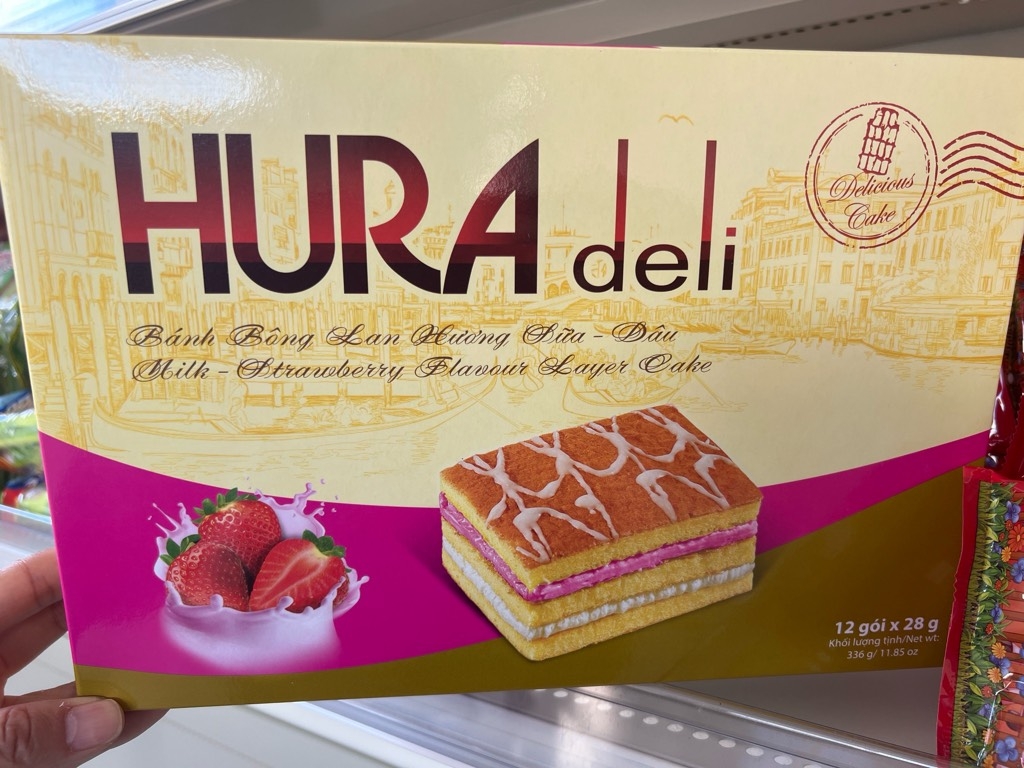 HURA deli
Delicious
Cake
Bánh Bông Lan Hương Sữa - Dâu
Milk - Strawberry Flavour Layer Cake
12 gói x 28 g
Khối lượng tịnh/Net wt:
336 g/ 11.85 oz